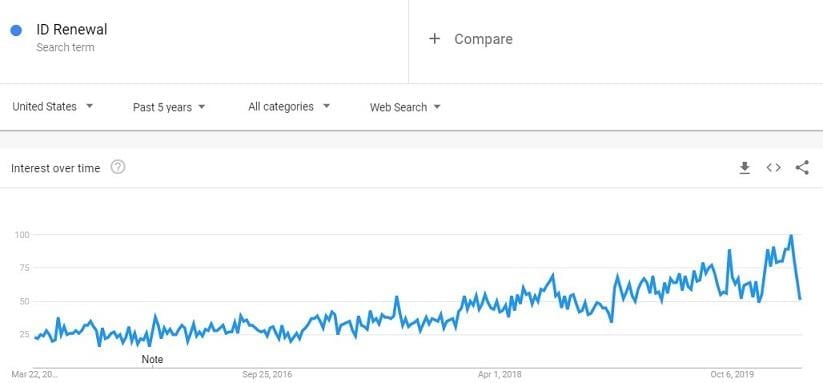 ID Renewal
Search term
+ Compare
United States
Past 5 years
All categories
Web Search
Interest over time
?
100
75
50
25
Note
Mar 22, 20...
Sep 25, 2016
Apr 1, 2018
Oct 6, 2019